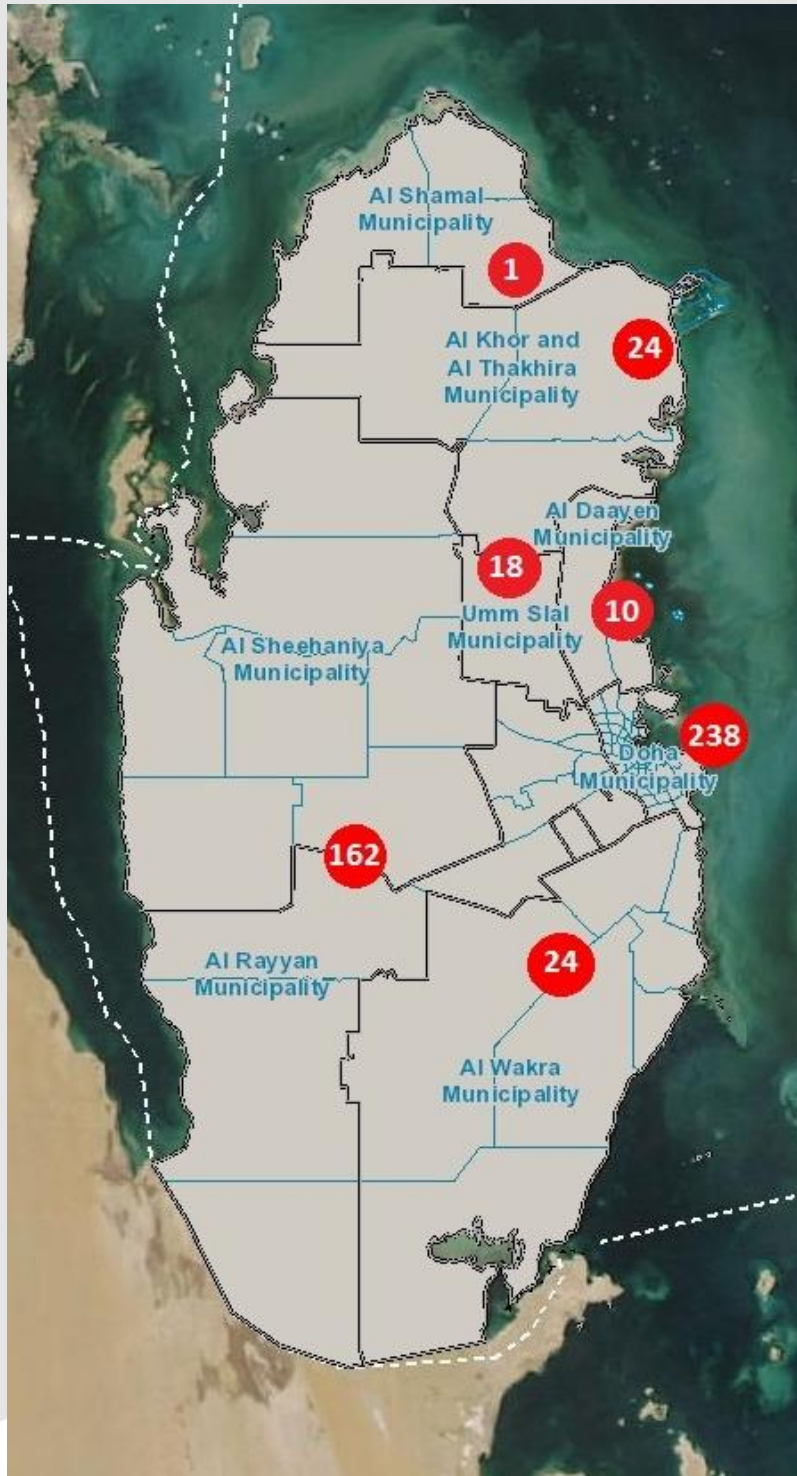 Al Shamal
Municipality
1
Al Khor and
Al Thakhira
Municipality
24
Al Daayen
Municipality
18
Umm Slal
Municipality
10
Al Sheehaniya
Municipality
238
Doha
Municipality
162
Al Rayyan
Municipality
24
Al Wakra
Municipality